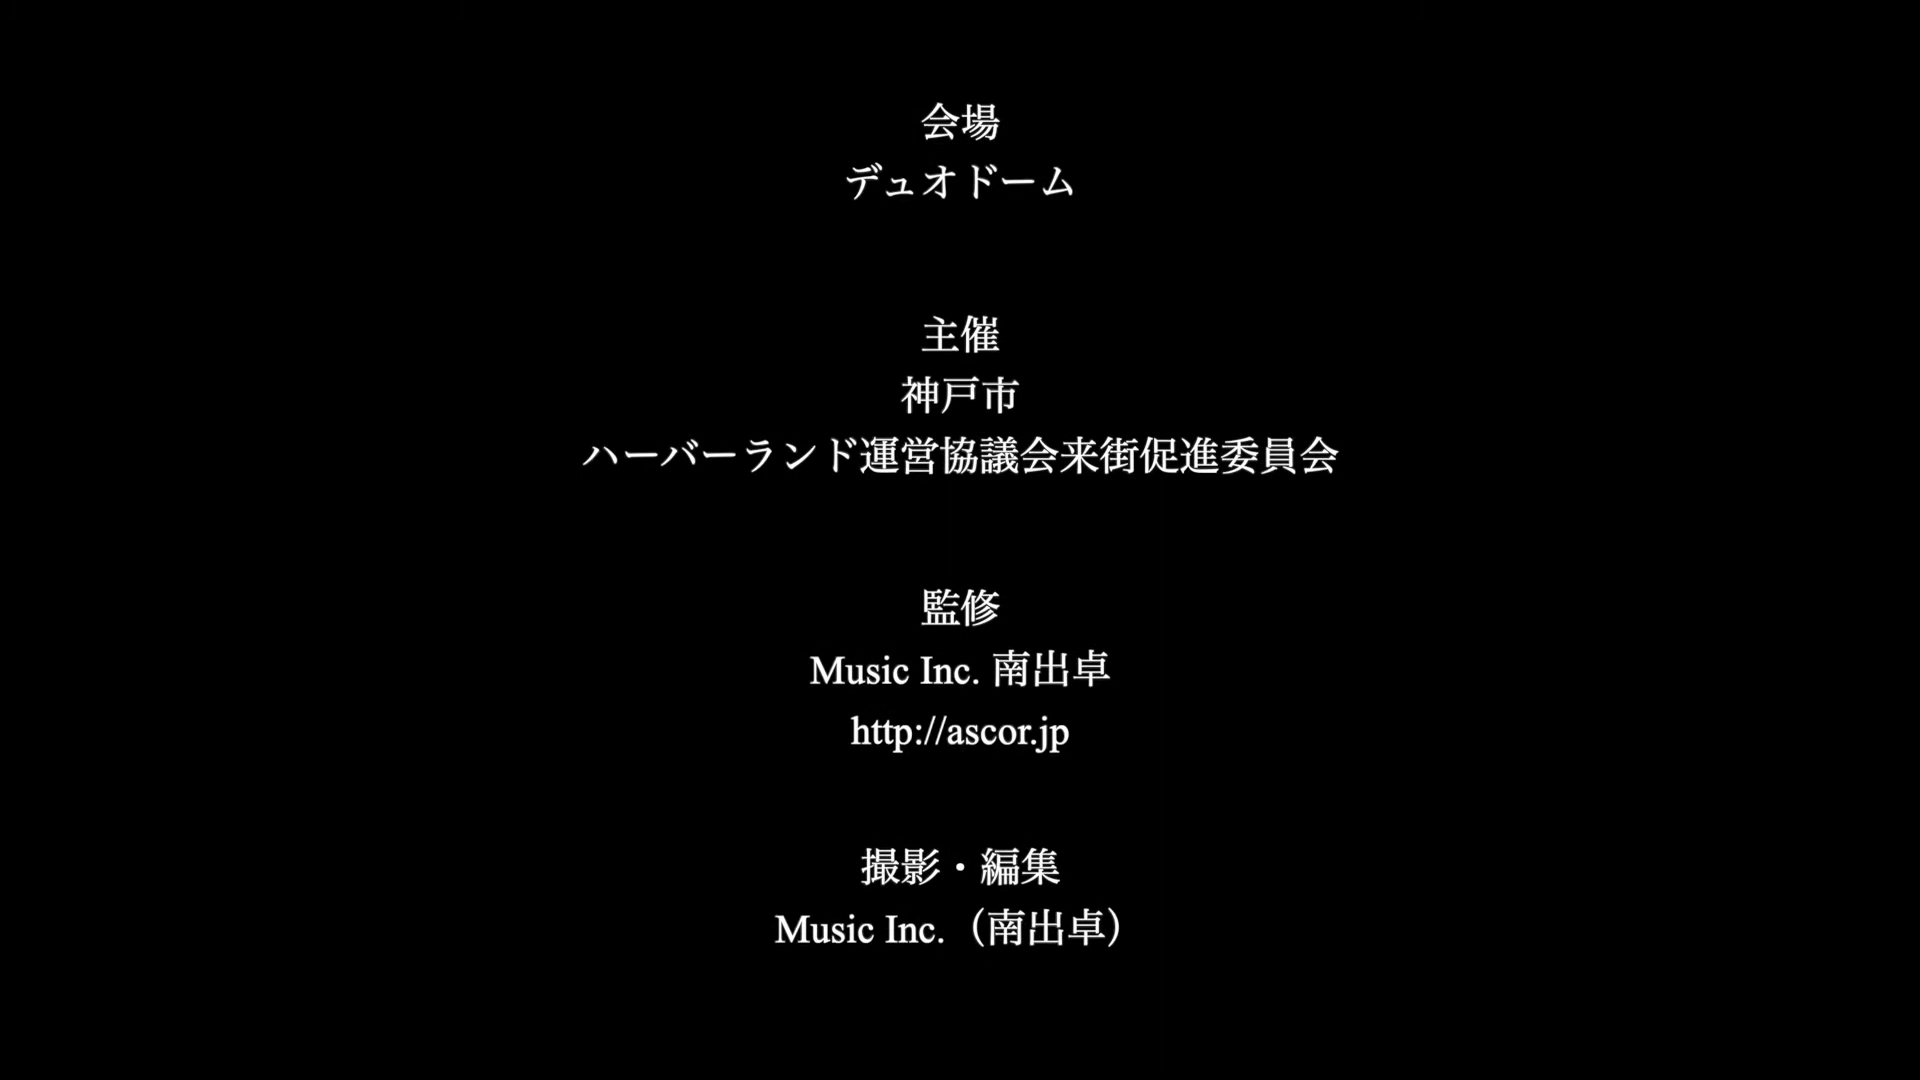 会場
デュオドーム
主催
神戸市
ハーバーランド運営協議会来街促進委員会
監修
Music Inc. 南出卓
http://ascor.jp
撮影・編集
Music Inc.（南出卓）